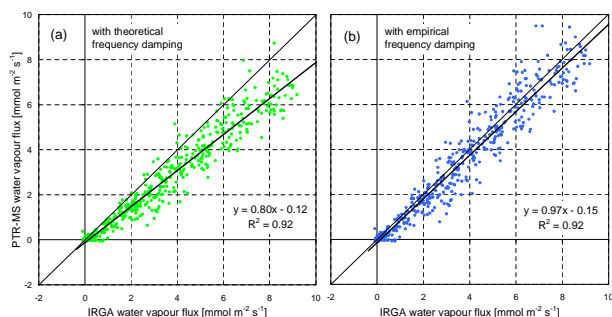 (a)
with theoretical
frequency damping
(b)
with empirical
frequency damping
PTR-MS water vapour flux [mmol m⁻² s⁻¹]
10
8
6
4
2
0
-2
y = 0.80x - 0.12
R² = 0.92
y = 0.97x - 0.15
R² = 0.92
-2 0 2 4 6 8 10
-2 0 2 4 6 8 10
IRGA water vapour flux [mmol m⁻² s⁻¹]
IRGA water vapour flux [mmol m⁻² s⁻¹]